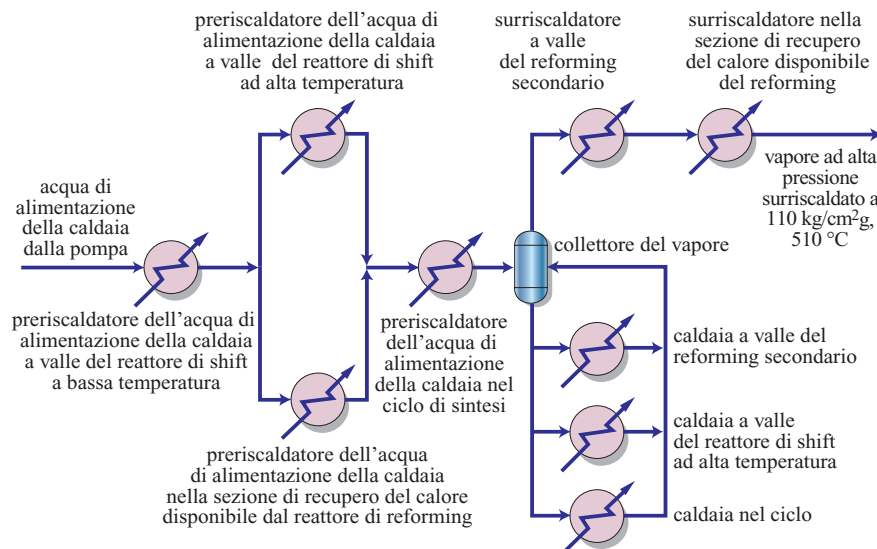 preriscaldatore dell'acqua di
alimentazione della caldaia
a valle del reattore di shift
ad alta temperatura
surriscaldatore
a valle
del reforming
secondario
surriscaldatore nella
sezione di recupero
del calore disponibile
del reforming
acqua di
alimentazione
della caldaia
dalla pompa
vapore ad alta
pressione
surriscaldato a
110 kg/cm²g,
510 °C
collettore del vapore
preriscaldatore dell'acqua di
alimentazione della caldaia
a valle del reattore di shift
a bassa temperatura
preriscaldatore
dell'acqua di
alimentazione
della caldaia nel
ciclo di sintesi
caldaia a valle del
reforming secondario
caldaia a valle
del reattore di shift
ad alta temperatura
preriscaldatore dell'acqua
di alimentazione della caldaia
nella sezione di recupero del calore
disponibile dal reattore di reforming
caldaia nel ciclo